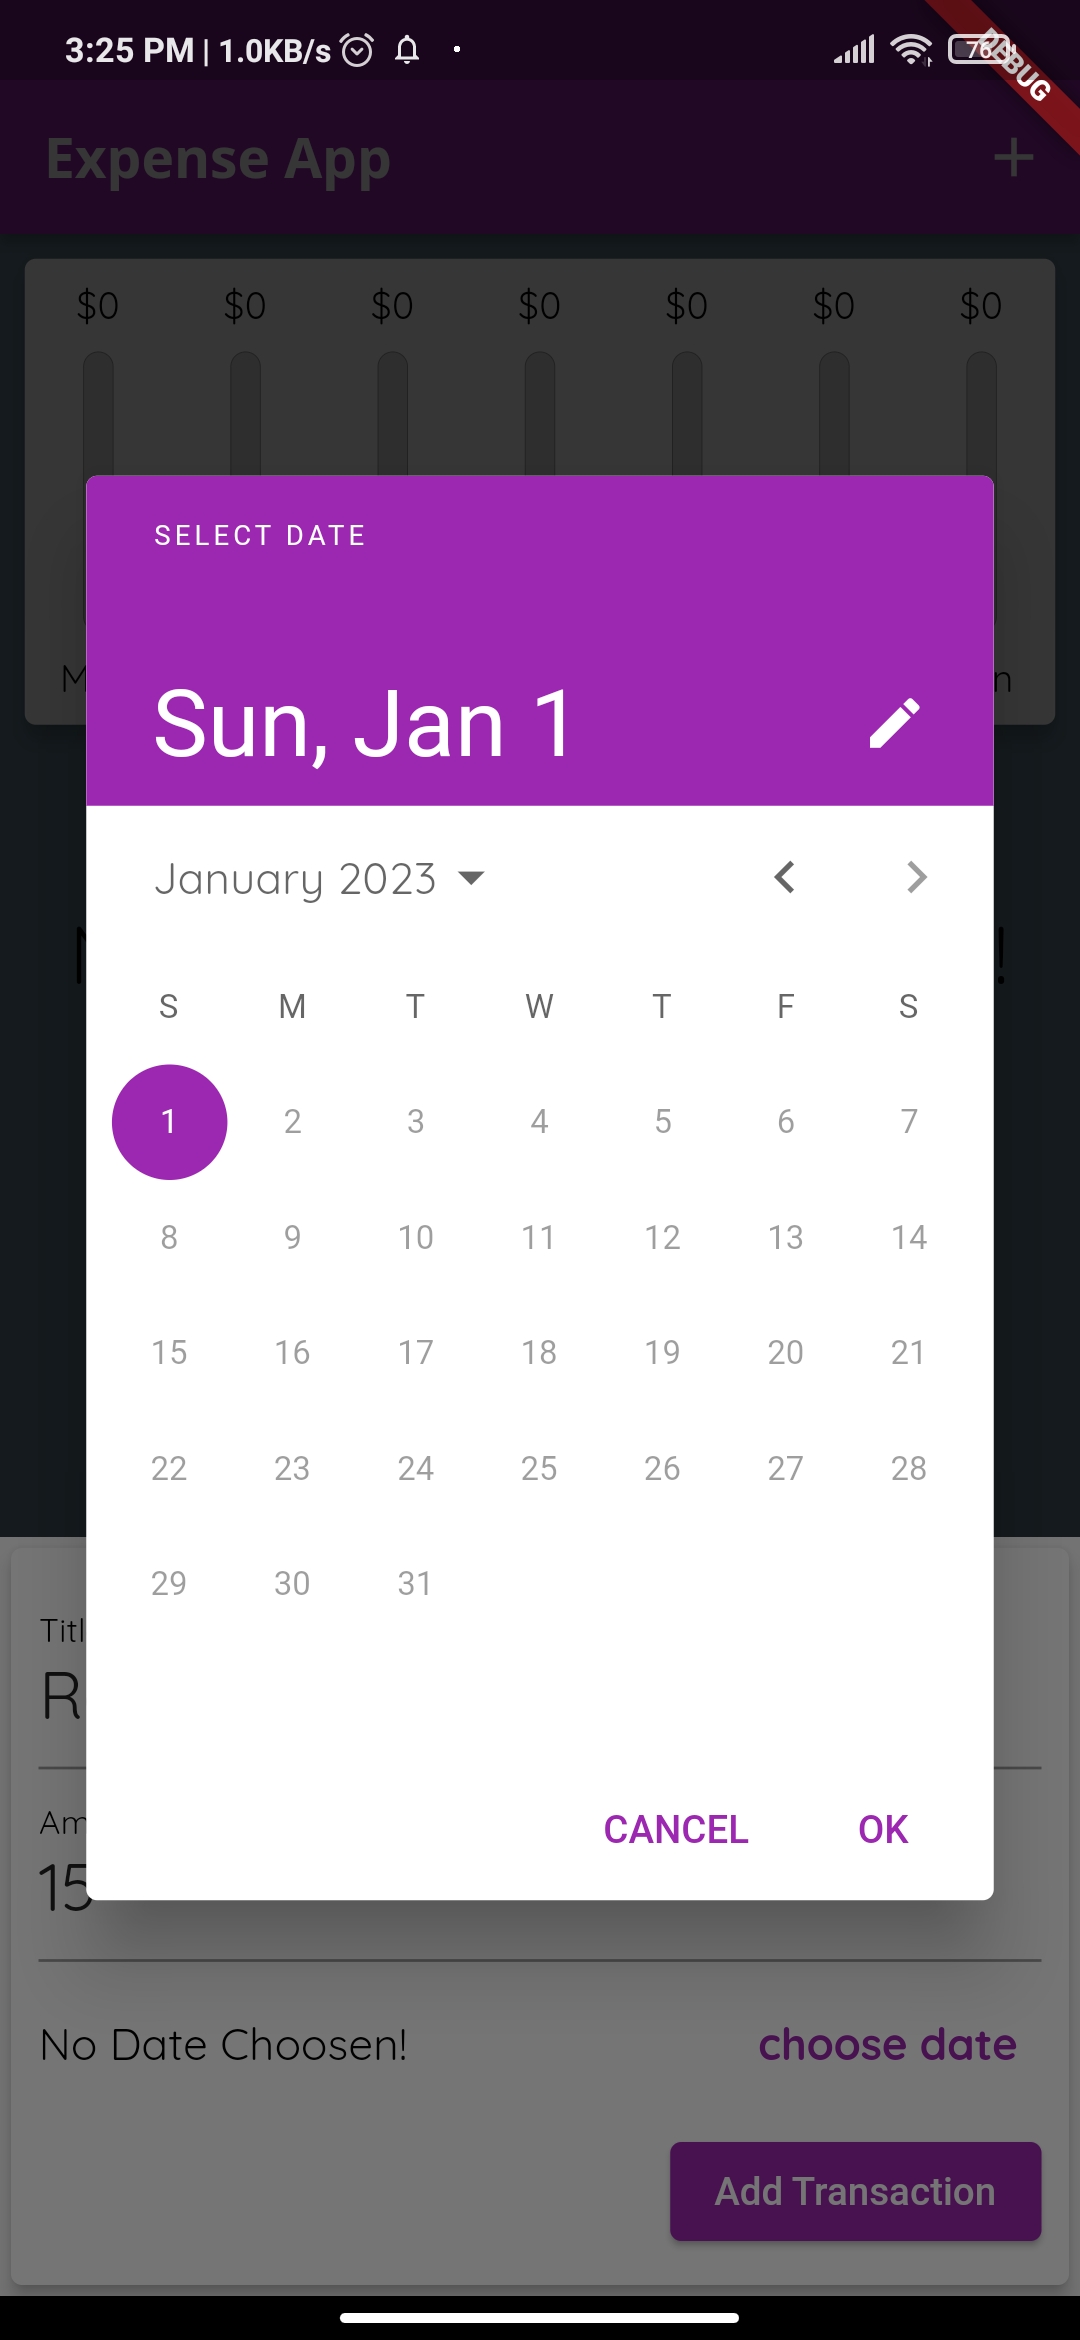 3:25 PM | 1.0KB/s
76
DEBUG
Expense App
$0 $0 $0 $0 $0 $0 $0
SELECT DATE
Sun, Jan 1
January 2023
S M T W T F S
1 2 3 4 5 6 7
8 9 10 11 12 13 14
15 16 17 18 19 20 21
22 23 24 25 26 27 28
29 30 31
CANCEL OK
No Date Choosen! choose date
Add Transaction